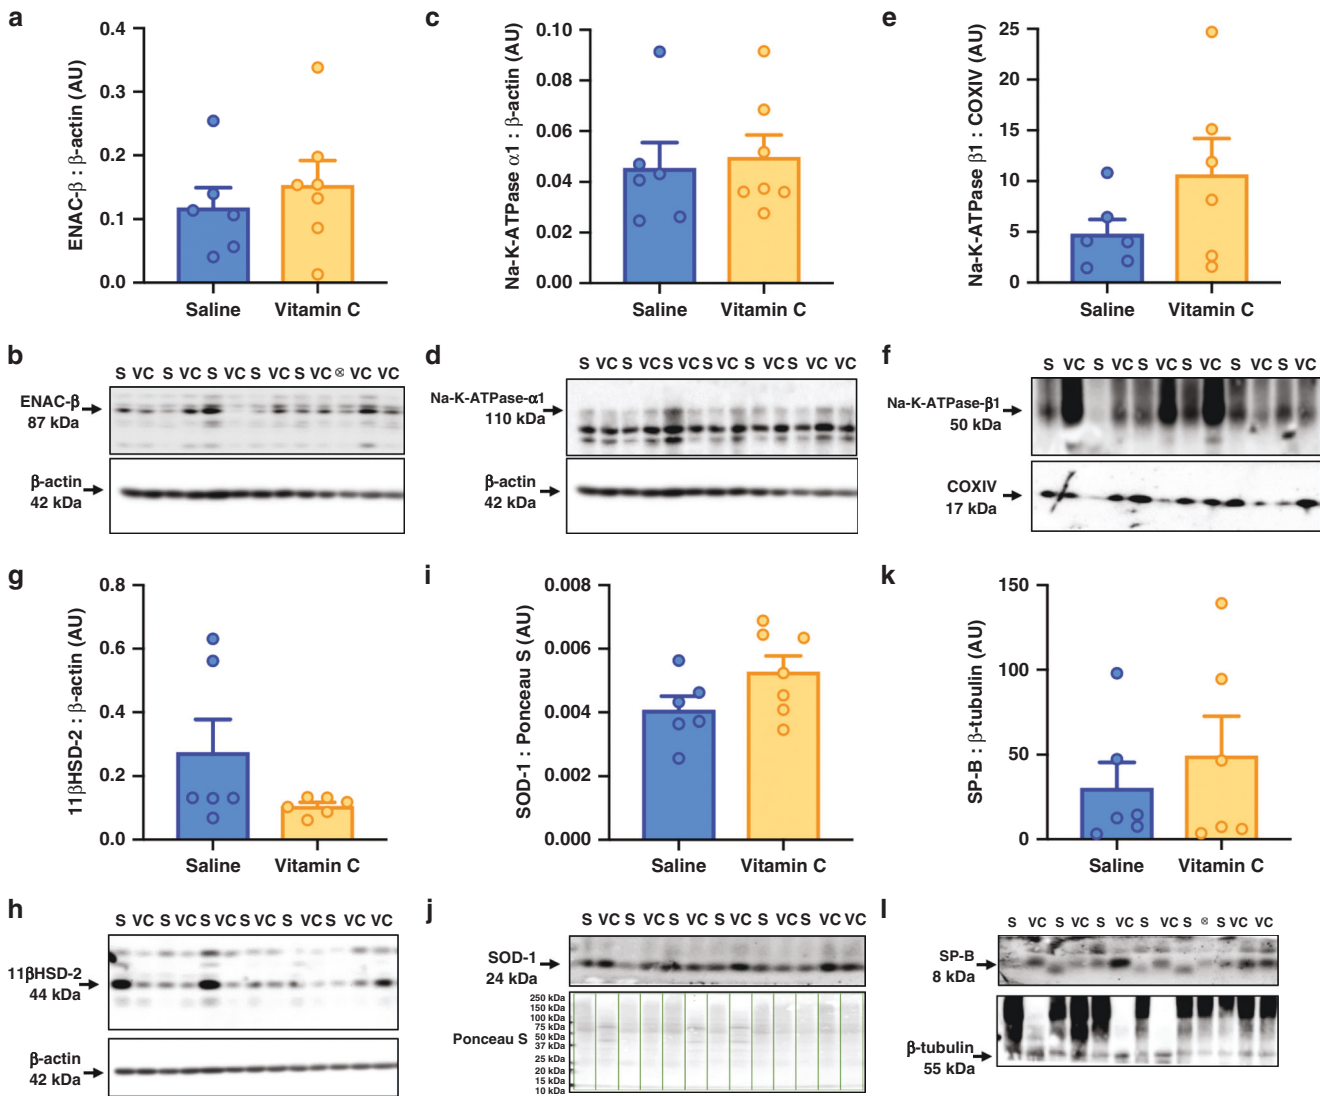 a
ENAC-β : β-actin (AU)
0.4
0.3
0.2
0.1
0.0
Saline Vitamin C
c
Na-K-ATPase α1 : β-actin (AU)
0.10
0.08
0.06
0.04
0.02
0.00
Saline Vitamin C
e
Na-K-ATPase β1 : COXIV (AU)
25
20
15
10
5
0
Saline Vitamin C
b
S VC S VC S VC S VC S VC ⊗ VC VC
ENAC-β
87 kDa
β-actin
42 kDa
d
S VC S VC S VC S VC S S VC VC
Na-K-ATPase-α1
110 kDa
β-actin
42 kDa
f
S VC S VC S VC S VC S VC S VC
Na-K-ATPase-β1
50 kDa
COXIV
17 kDa
g
11βHSD-2 : β-actin (AU)
0.8
0.6
0.4
0.2
0.0
Saline Vitamin C
i
SOD-1 : Ponceau S (AU)
0.008
0.006
0.004
0.002
0.000
Saline Vitamin C
k
SP-B : β-tubulin (AU)
150
100
50
0
Saline Vitamin C
h
S VC S VC S VC S VC S VC S VC VC
11βHSD-2
44 kDa
β-actin
42 kDa
j
S VC S VC S VC S VC S VC S VC VC
SOD-1
24 kDa
Ponceau S
250 kDa
150 kDa
100 kDa
75 kDa
50 kDa
37 kDa
25 kDa
20 kDa
15 kDa
10 kDa
l
S VC S VC S VC S VC S ⊗ S VC VC
SP-B
8 kDa
β-tubulin
55 kDa